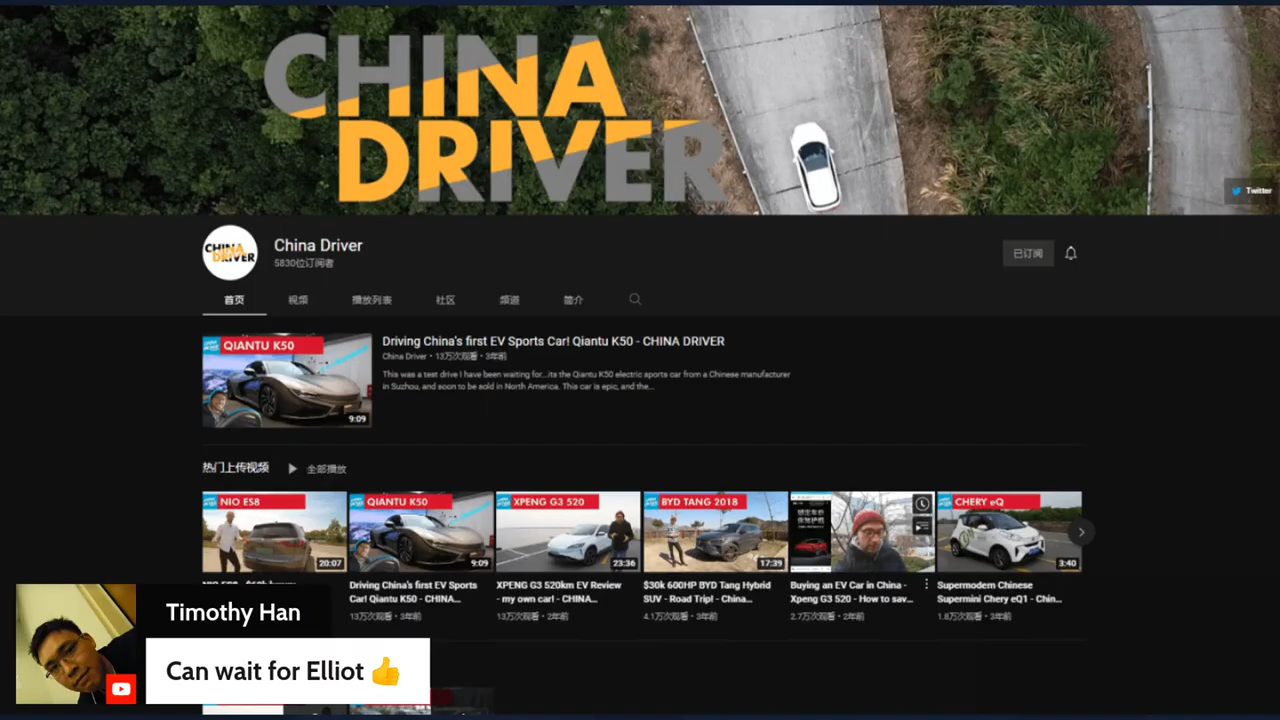 CHINA
DRIVER
Twitter
CHINA
DRIVER
China Driver
5830位订阅者
已订阅
首页 视频 播放列表 社区 频道 简介
QIANTU K50
9:09
Driving China's first EV Sports Car! Qiantu K50 - CHINA DRIVER
China Driver • 13万次观看 • 3年前
This was a test drive I have been waiting for...its the Qiantu K50 electric sports car from a Chinese manufacturer
in Suzhou, and soon to be sold in North America. This car is epic, and the...
热门上传视频 全部播放
NIO ES8
20:07
QIANTU K50
9:09
Driving China's first EV Sports
Car! Qiantu K50 - CHINA...
13万次观看 • 3年前
XPENG G3 520
23:36
XPENG G3 520km EV Review
- my own car! - CHINA...
13万次观看 • 2年前
BYD TANG 2018
17:39
$30k 600HP BYD Tang Hybrid
SUV - Road Trip! - China...
4.1万次观看 • 3年前
Buying an EV Car in China -
Xpeng G3 520 - How to sav...
2.7万次观看 • 2年前
CHERY eQ
3:40
Supermodern Chinese
Supermini Chery eQ1 - Chin...
1.8万次观看 • 3年前
Timothy Han
Can wait for Elliot 👍